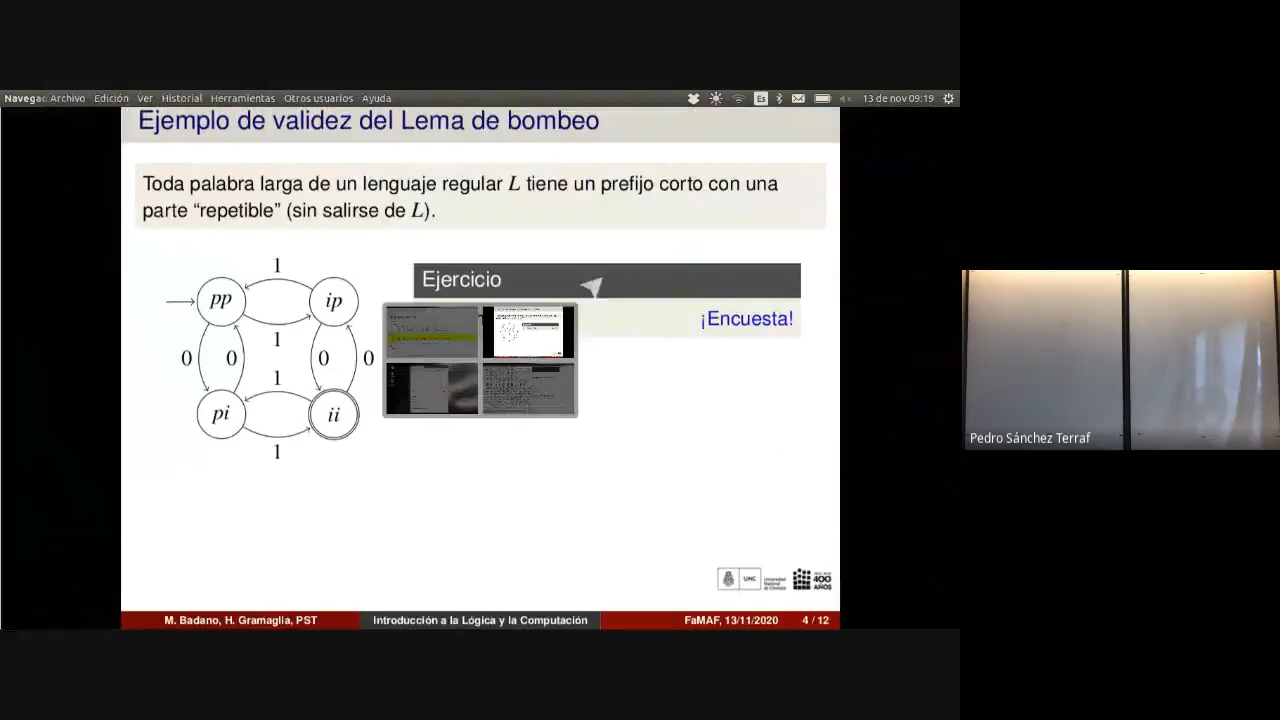 Navegac Archivo Edición Ver Historial Herramientas Otros usuarios Ayuda
Es
13 de nov 09:19
Ejemplo de validez del Lema de bombeo
Toda palabra larga de un lenguaje regular L tiene un prefijo corto con una
parte “repetible” (sin salirse de L).
1
pp
ip
1
0
0
0
0
1
pi
ii
1
Ejercicio
¡Encuesta!
UNC
400
AÑOS
M. Badano, H. Gramaglia, PST
Introducción a la Lógica y la Computación
FaMAF, 13/11/2020
4 / 12
Pedro Sánchez Terraf